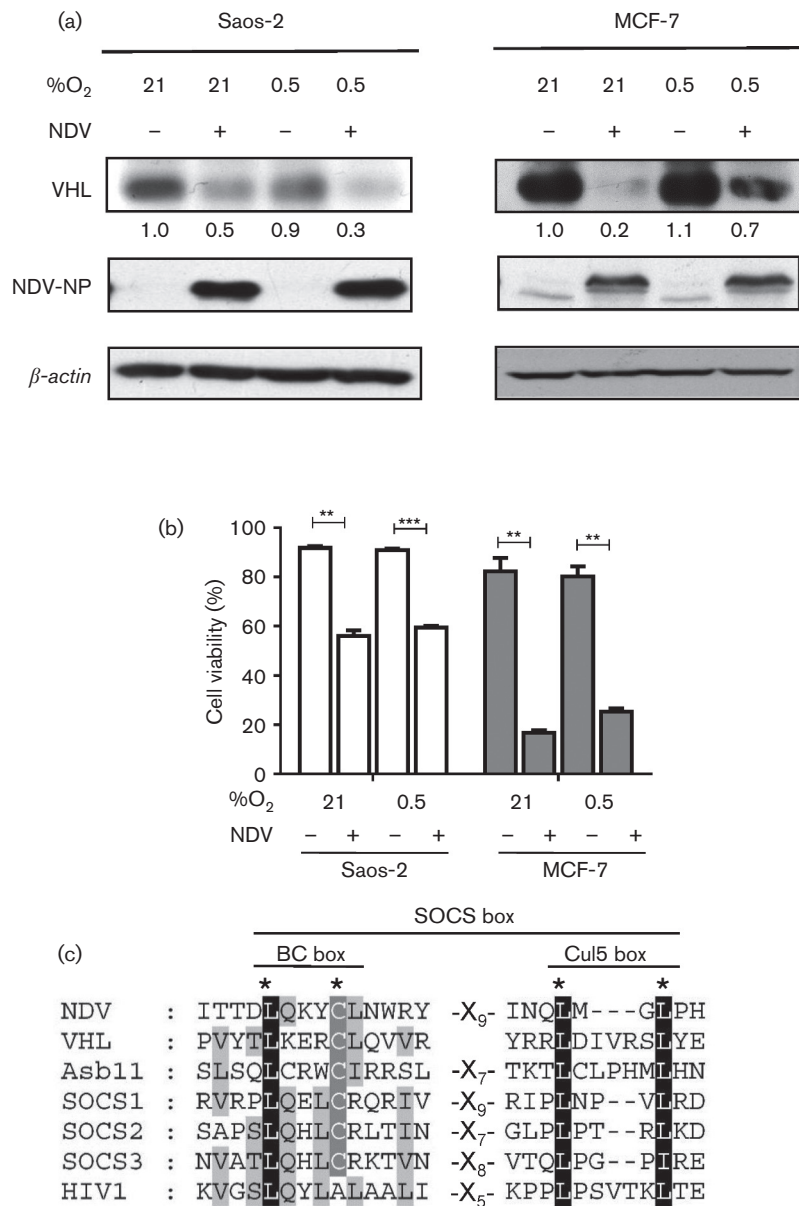 (a)
Saos-2 MCF-7
%O2 21 21 0.5 0.5 21 21 0.5 0.5
NDV – + – + – + – +
VHL
1.0 0.5 0.9 0.3 1.0 0.2 1.1 0.7
NDV-NP
β-actin
(b)
100
80
60
40
20
0
Cell viability (%)
** *** ** **
%O2 21 0.5 21 0.5
NDV – + – + – + – +
Saos-2 MCF-7
(c)
SOCS box
BC box Cul5 box
* * * *
NDV : ITTDLQKYCLNWRY -X9- INQLM---GLPH
VHL : PVYTLKERCLQVVR YRRLDIVRSLYE
Asb11 : SLSQLCRWCIRRSL -X7- TKTLCLPHMLHN
SOCS1 : RVRPLQELCRQRIV -X9- RIPLNP--VLRD
SOCS2 : SAPSLQHLCRLTIN -X7- GLPLPT--RLKD
SOCS3 : NVATLQHLCRKTVN -X8- VTQLPG--PIRE
HIV1 : KVGSLQYLALAALI -X5- KPPLPSVTKLTE